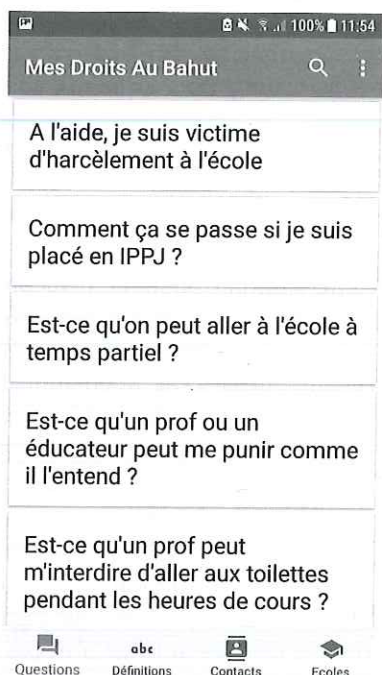 100% 11:54
Mes Droits Au Bahut
A l'aide, je suis victime
d'harcèlement à l'école
Comment ça se passe si je suis
placé en IPPJ ?
Est-ce qu'on peut aller à l'école à
temps partiel ?
Est-ce qu'un prof ou un
éducateur peut me punir comme
il l'entend ?
Est-ce qu'un prof peut
m'interdire d'aller aux toilettes
pendant les heures de cours ?
abc
Questions Définitions Contacts Ecoles